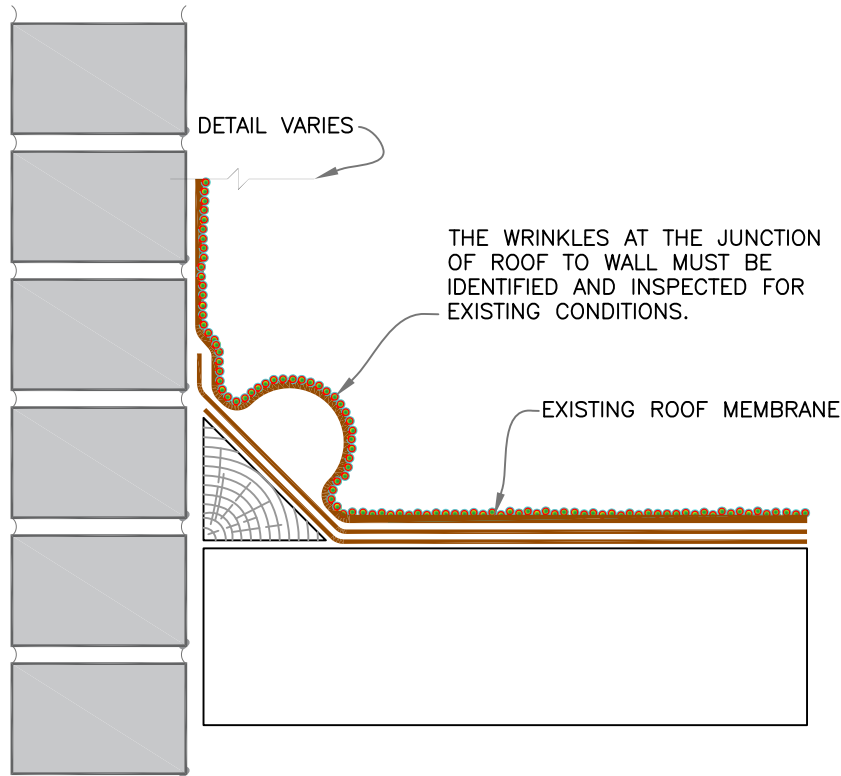 DETAIL VARIES
THE WRINKLES AT THE JUNCTION
OF ROOF TO WALL MUST BE
IDENTIFIED AND INSPECTED FOR
EXISTING CONDITIONS.
EXISTING ROOF MEMBRANE